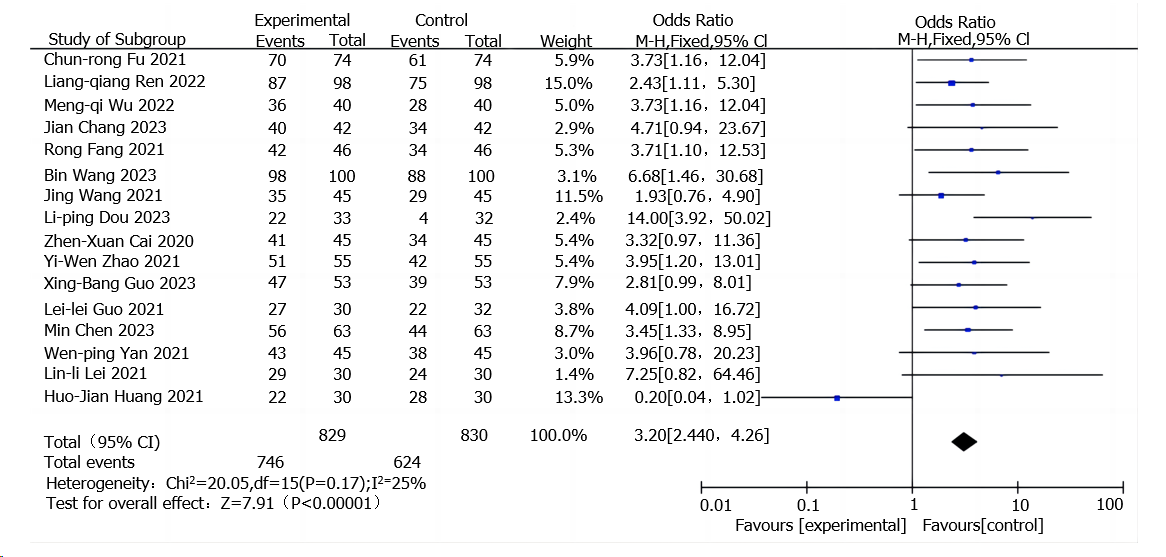 Experimental Control Odds Ratio Odds Ratio
Study of Subgroup Events Total Events Total Weight M-H,Fixed,95% Cl M-H,Fixed,95% Cl
Chun-rong Fu 2021 70 74 61 74 5.9% 3.73[1.16，12.04]
Liang-qiang Ren 2022 87 98 75 98 15.0% 2.43[1.11，5.30]
Meng-qi Wu 2022 36 40 28 40 5.0% 3.73[1.16，12.04]
Jian Chang 2023 40 42 34 42 2.9% 4.71[0.94，23.67]
Rong Fang 2021 42 46 34 46 5.3% 3.71[1.10，12.53]
Bin Wang 2023 98 100 88 100 3.1% 6.68[1.46，30.68]
Jing Wang 2021 35 45 29 45 11.5% 1.93[0.76，4.90]
Li-ping Dou 2023 22 33 4 32 2.4% 14.00[3.92，50.02]
Zhen-Xuan Cai 2020 41 45 34 45 5.4% 3.32[0.97，11.36]
Yi-Wen Zhao 2021 51 55 42 55 5.4% 3.95[1.20，13.01]
Xing-Bang Guo 2023 47 53 39 53 7.9% 2.81[0.99，8.01]
Lei-lei Guo 2021 27 30 22 32 3.8% 4.09[1.00，16.72]
Min Chen 2023 56 63 44 63 8.7% 3.45[1.33，8.95]
Wen-ping Yan 2021 43 45 38 45 3.0% 3.96[0.78，20.23]
Lin-li Lei 2021 29 30 24 30 1.4% 7.25[0.82，64.46]
Huo-Jian Huang 2021 22 30 28 30 13.3% 0.20[0.04，1.02]
Total（95% CI) 829 830 100.0% 3.20[2.440，4.26]
Total events 746 624
Heterogeneity：Chi²=20.05,df=15(P=0.17);I²⁼25%
Test for overall effect：Z=7.91（P<0.00001）
0.01 0.1 1 10 100
Favours [experimental] Favours[control]